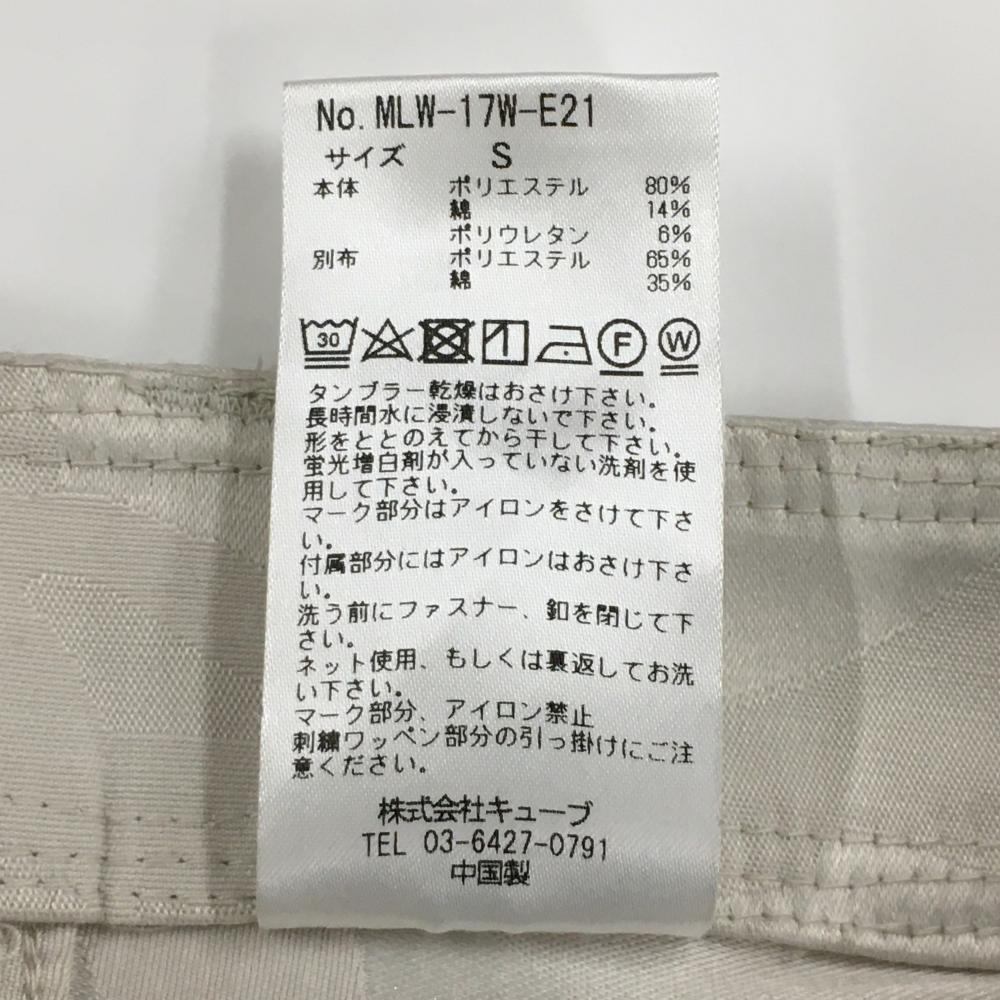 No. MLW-17W-E21
サイズ S
本体 ポリエステル 80%
綿 14%
ポリウレタン 6%
別布 ポリエステル 65%
綿 35%
30 F W
タンブラー乾燥はおさけ下さい。
長時間水に浸漬しないで下さい。
形をととのえてから干して下さい。
蛍光増白剤が入っていない洗剤を使
用して下さい。
マーク部分はアイロンをさけて下さ
い。
付属部分にはアイロンはおさけ下さ
い。
洗う前にファスナー、釦を閉じて下
さい。
ネット使用、もしくは裏返してお洗
い下さい。
マーク部分、アイロン禁止
刺繍ワッペン部分の引っ掛けにご注
意ください。
株式会社キューブ
TEL 03-6427-0791
中国製